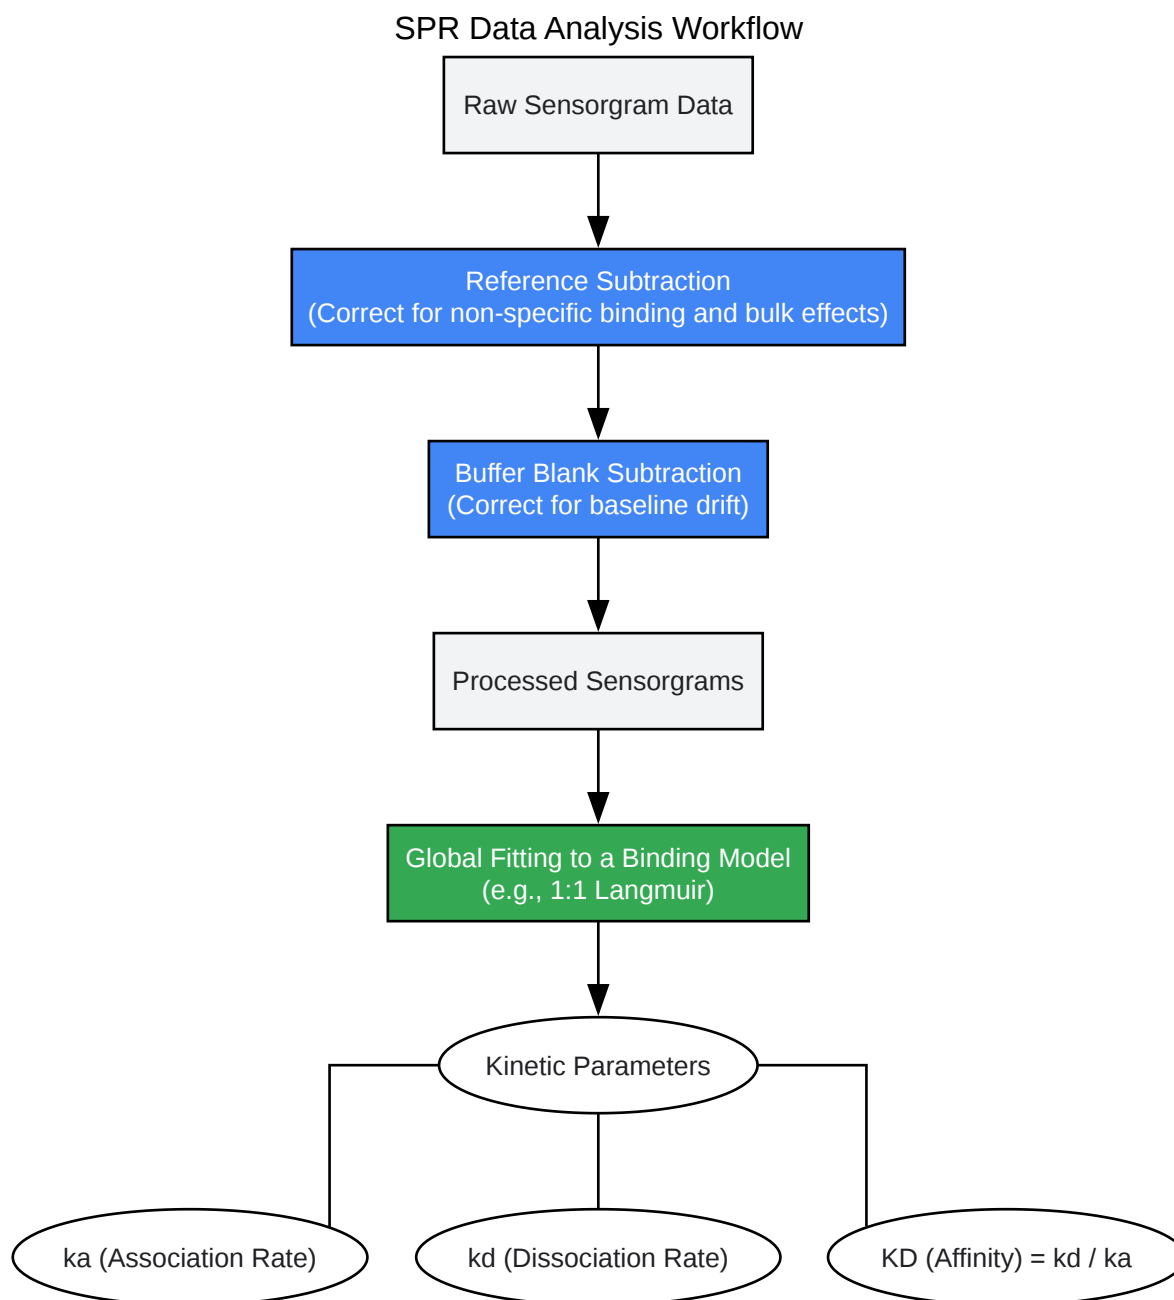 SPR Data Analysis Workflow
Raw Sensorgram Data
Reference Subtraction
(Correct for non-specific binding and bulk effects)
Buffer Blank Subtraction
(Correct for baseline drift)
Processed Sensorgrams
Global Fitting to a Binding Model
(e.g., 1:1 Langmuir)
Kinetic Parameters
ka (Association Rate)
kd (Dissociation Rate)
KD (Affinity) = kd / ka